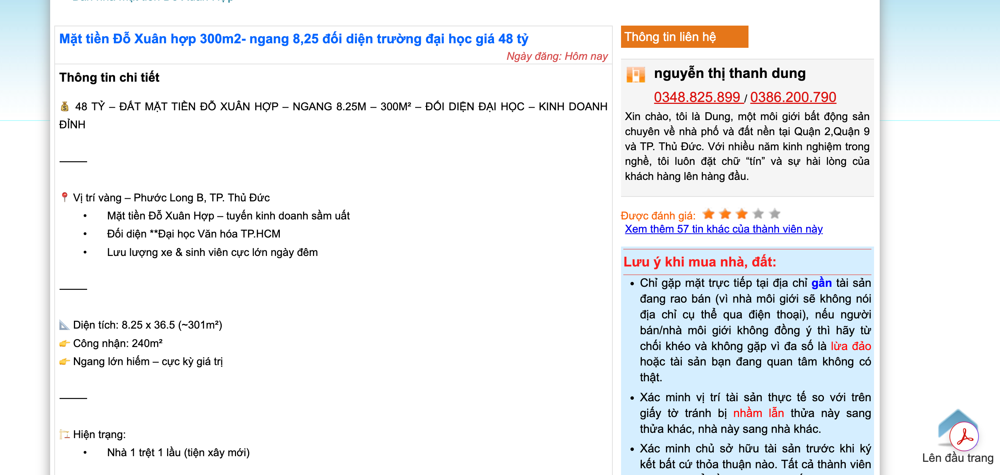 Mặt tiền Đỗ Xuân hợp 300m2- ngang 8,25 đối diện trường đại học giá 48 tỷ
Ngày đăng: Hôm nay
Thông tin chi tiết
💰 48 TỶ – ĐẤT MẶT TIỀN ĐỖ XUÂN HỢP – NGANG 8.25M – 300M² – ĐỐI DIỆN ĐẠI HỌC – KINH DOANH
ĐỈNH
⸻
📍 Vị trí vàng – Phước Long B, TP. Thủ Đức
• Mặt tiền Đỗ Xuân Hợp – tuyến kinh doanh sầm uất
• Đối diện **Đại học Văn hóa TP.HCM
• Lưu lượng xe & sinh viên cực lớn ngày đêm
⸻
📐 Diện tích: 8.25 x 36.5 (~301m²)
👉 Công nhận: 240m²
👉 Ngang lớn hiếm – cực kỳ giá trị
⸻
🏗 Hiện trạng:
• Nhà 1 trệt 1 lầu (tiện xây mới)
Thông tin liên hệ
nguyễn thị thanh dung
0348.825.899 / 0386.200.790
Xin chào, tôi là Dung, một môi giới bất động sản
chuyên về nhà phố và đất nền tại Quận 2,Quận 9
và TP. Thủ Đức. Với nhiều năm kinh nghiệm trong
nghề, tôi luôn đặt chữ “tín” và sự hài lòng của
khách hàng lên hàng đầu.
Được đánh giá:
Xem thêm 57 tin khác của thành viên này
Lưu ý khi mua nhà, đất:
• Chỉ gặp mặt trực tiếp tại địa chỉ gần tài sản
đang rao bán (vì nhà môi giới sẽ không nói
địa chỉ cụ thể qua điện thoại), nếu người
bán/nhà môi giới không đồng ý thì hãy từ
chối khéo và không gặp vì đa số là lừa đảo
hoặc tài sản bạn đang quan tâm không có
thật.
• Xác minh vị trí tài sản thực tế so với trên
giấy tờ tránh bị nhầm lẫn thửa này sang
thửa khác, nhà này sang nhà khác.
• Xác minh chủ sở hữu tài sản trước khi ký
kết bất cứ thỏa thuận nào. Tất cả thành viên
Lên đầu trang